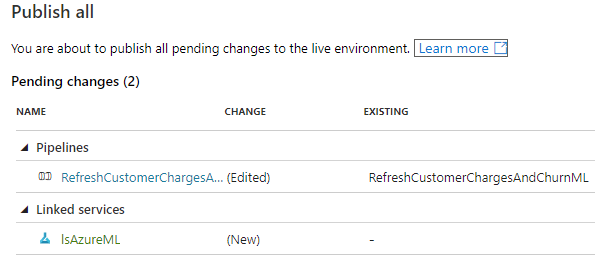 Publish all
You are about to publish all pending changes to the live environment. Learn more
Pending changes (2)
NAME CHANGE EXISTING
Pipelines
RefreshCustomerChargesA... (Edited) RefreshCustomerChargesAndChurnML
Linked services
lsAzureML (New) -